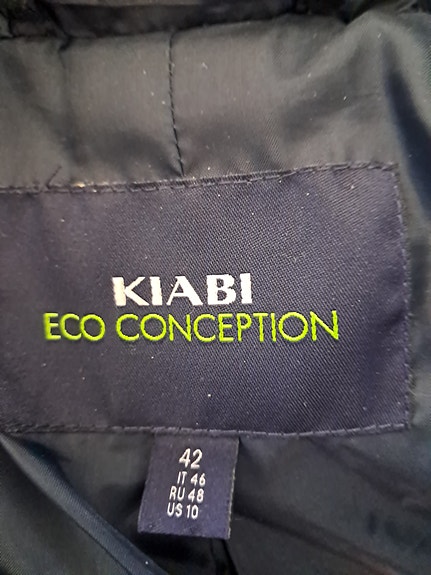 KIABI
ECO CONCEPTION
42
IT 46
RU 48
US 10